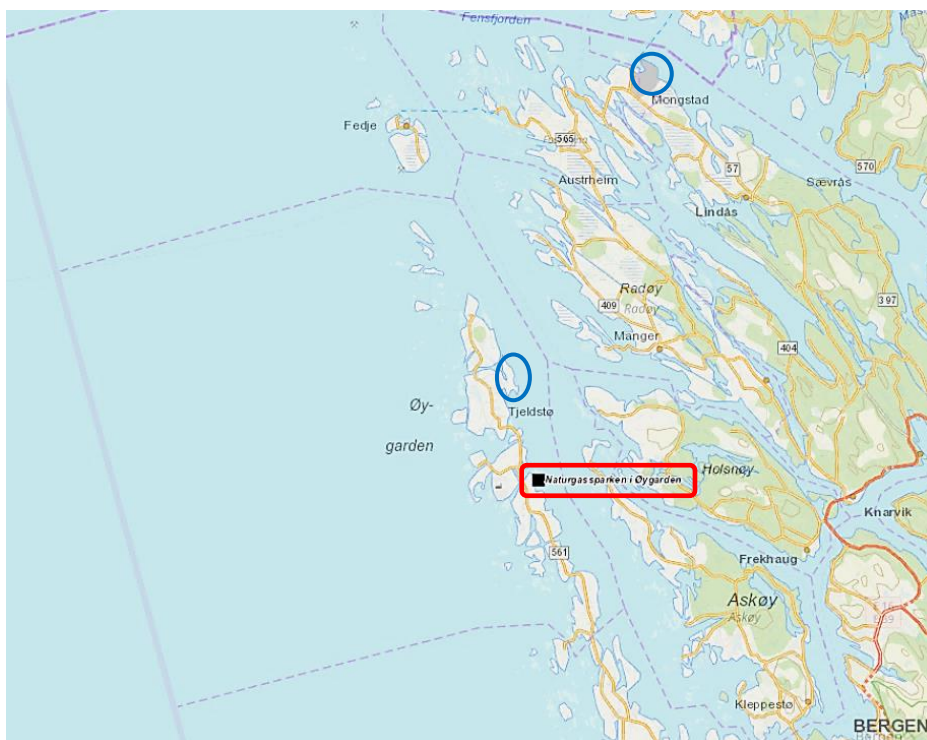 Fensfjorden
Mongstad
Fedje
565
57
570
Austrheim
Sævrås
Lindås
Radøy
Radøy
397
409
Manger
404
Øy-
garden
Tjeldstø
Naturgassparken i Øygarden
Holsnøy
Knarvik
561
Frekhaug
Askøy
Askøy
E39
Kleppestø
BERGEN